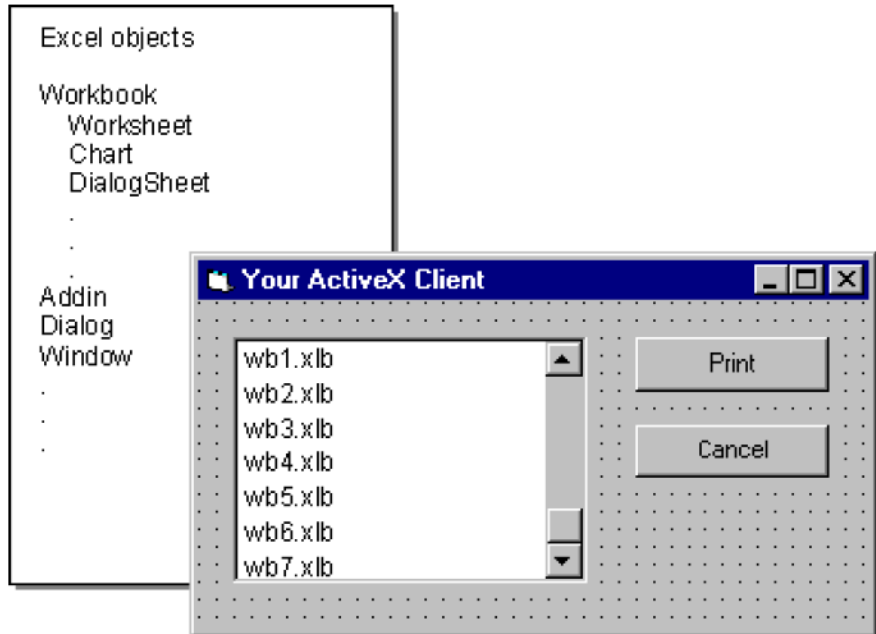 Excel objects
Workbook
Worksheet
Chart
DialogSheet
.
.
.
Addin
Dialog
Window
.
.
.
Your ActiveX Client
wb1.xlb
wb2.xlb
wb3.xlb
wb4.xlb
wb5.xlb
wb6.xlb
wb7.xlb
Print
Cancel